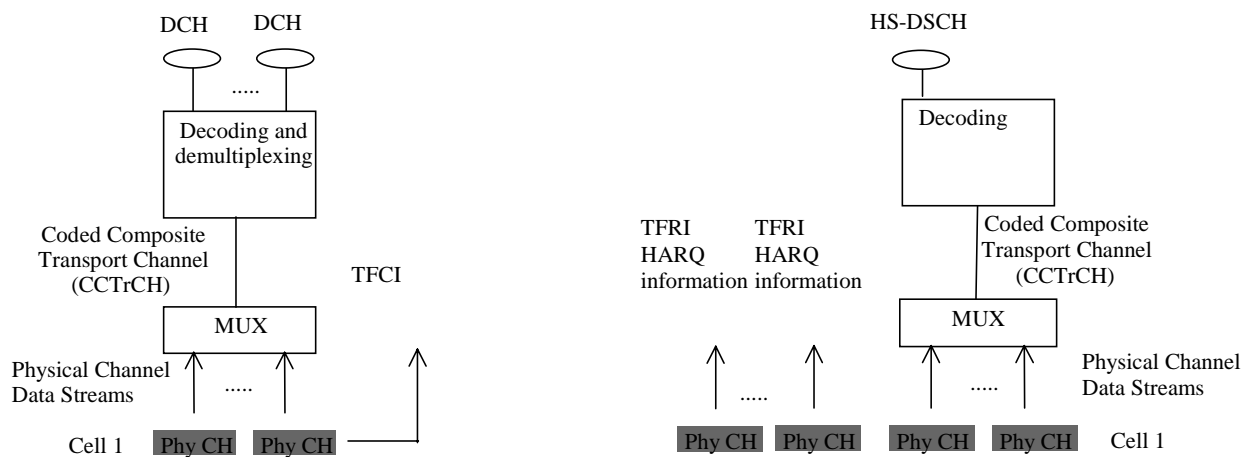 DCH
DCH
.....
Decoding and
demultiplexing
Coded Composite
Transport Channel
(CCTrCH)
TFCI
MUX
Physical Channel
Data Streams
.....
Cell 1
Phy CH
Phy CH
HS-DSCH
Decoding
TFRI
HARQ
information
TFRI
HARQ
information
Coded Composite
Transport Channel
(CCTrCH)
MUX
Physical Channel
Data Streams
.....
.....
Phy CH
Phy CH
Phy CH
Phy CH
Cell 1